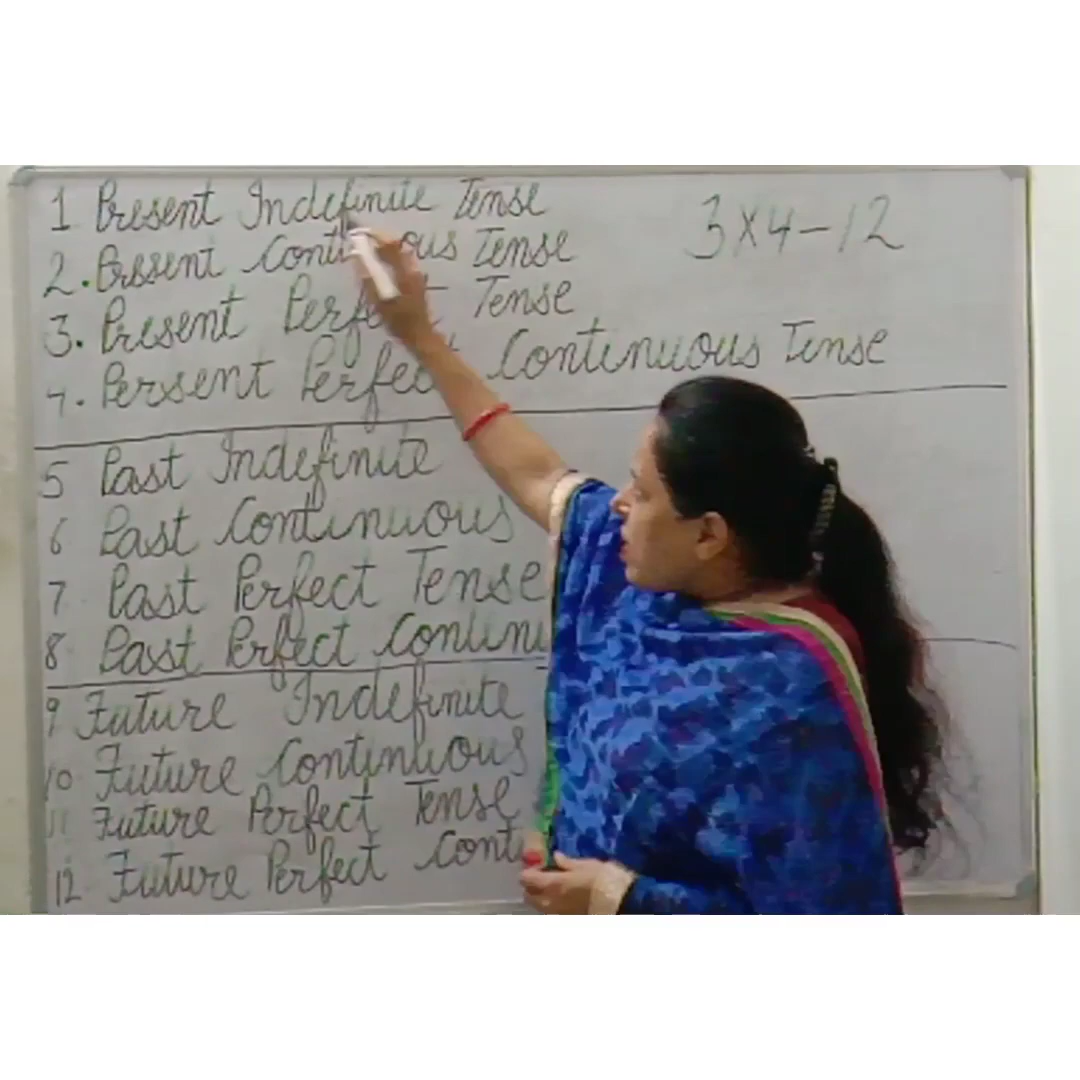 1 Present Indefinite Tense
3x4-12
2. Pressent ous Tense
3. Present Tense
4. Persent Perfect Continuous Tense
5 Past Indefinite
6 Past Continuous
7 Past Perfect Tense
8 Past Perfect
9 Future Indefinite
10 Future Continuous
11 Future Perfect Tense
12 Future Perfect